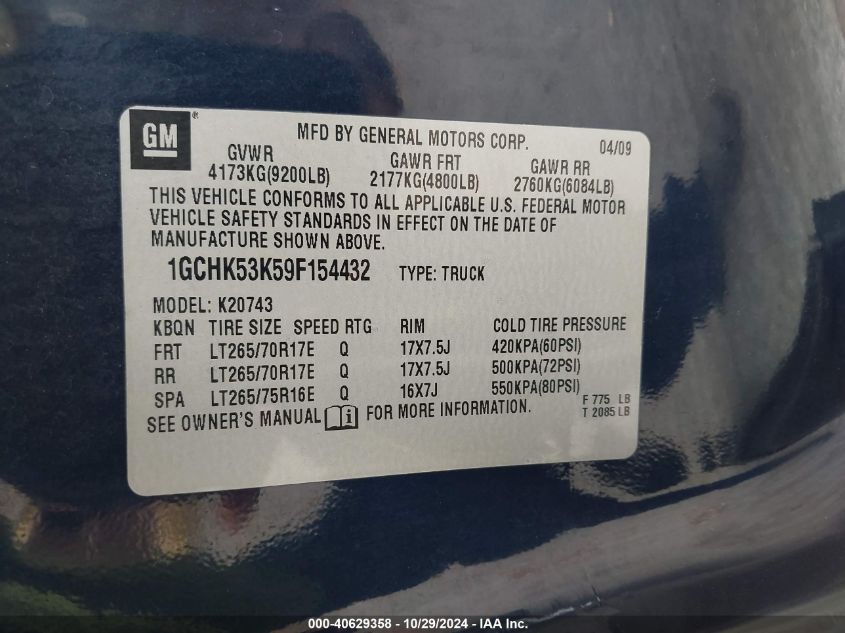 GM ®
MFD BY GENERAL MOTORS CORP. 04/09
GVWR GAWR FRT GAWR RR
4173KG(9200LB) 2177KG(4800LB) 2760KG(6084LB)
THIS VEHICLE CONFORMS TO ALL APPLICABLE U.S. FEDERAL MOTOR
VEHICLE SAFETY STANDARDS IN EFFECT ON THE DATE OF
MANUFACTURE SHOWN ABOVE.
1GCHK53K59F154432 TYPE: TRUCK
MODEL: K20743
KBQN TIRE SIZE SPEED RTG RIM COLD TIRE PRESSURE
FRT LT265/70R17E Q 17X7.5J 420KPA(60PSI)
RR LT265/70R17E Q 17X7.5J 500KPA(72PSI)
SPA LT265/75R16E Q 16X7J 550KPA(80PSI)
SEE OWNER'S MANUAL i FOR MORE INFORMATION.
F 775 LB
T 2085 LB
000-40629358 - 10/29/2024 - IAA Inc.